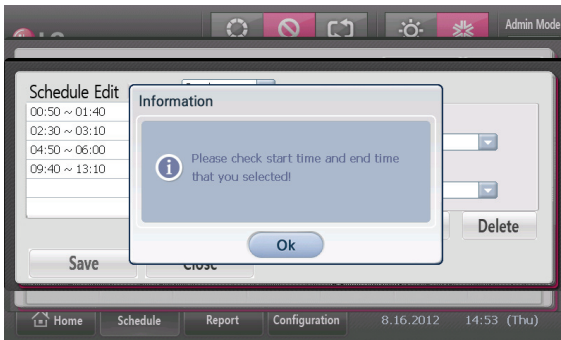 LG
Admin Mode
Schedule Edit
00:50 ~ 01:40
02:30 ~ 03:10
04:50 ~ 06:00
09:40 ~ 13:10
Information
Please check start time and end time
that you selected!
Ok
Delete
Save
Close
Home
Schedule
Report
Configuration
8.16.2012
14:53 (Thu)